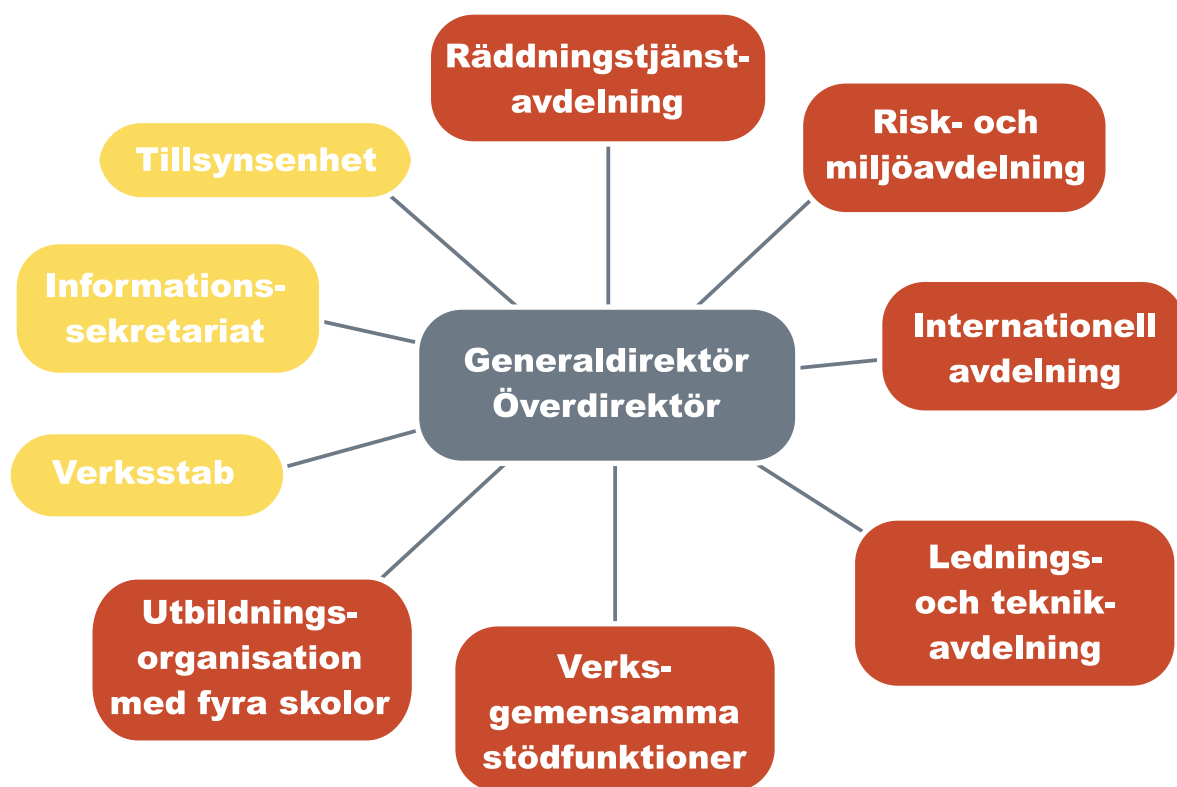 Räddningstjänst-
avdelning
Risk- och
miljöavdelning
Tillsynsenhet
Informations-
sekretariat
Internationell
avdelning
Generaldirektör
Överdirektör
Verksstab
Lednings-
och teknik-
avdelning
Utbildnings-
organisation
med fyra skolor
Verks-
gemensamma
stödfunktioner